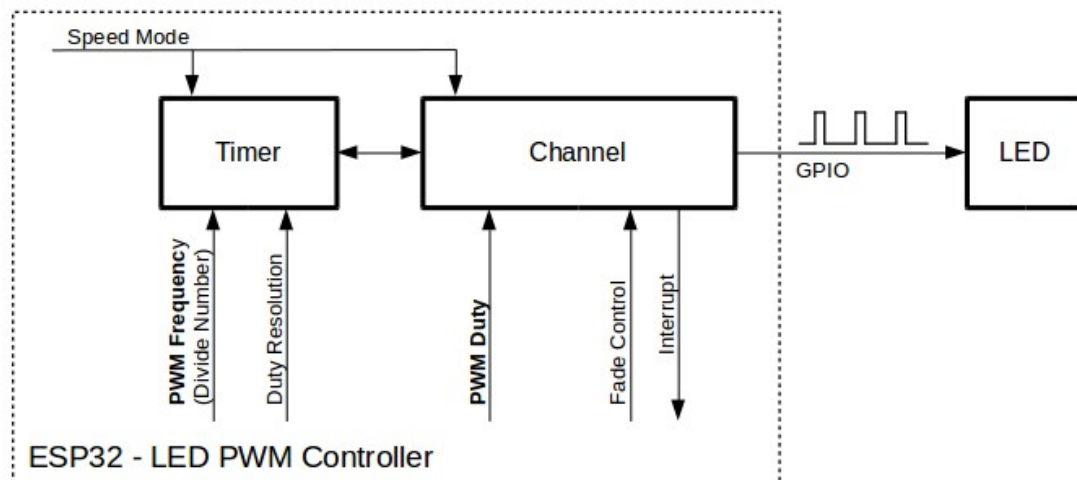 Speed Mode
Timer
Channel
LED
GPIO
PWM Frequency
(Divide Number)
Duty Resolution
PWM Duty
Fade Control
Interrupt
ESP32 - LED PWM Controller